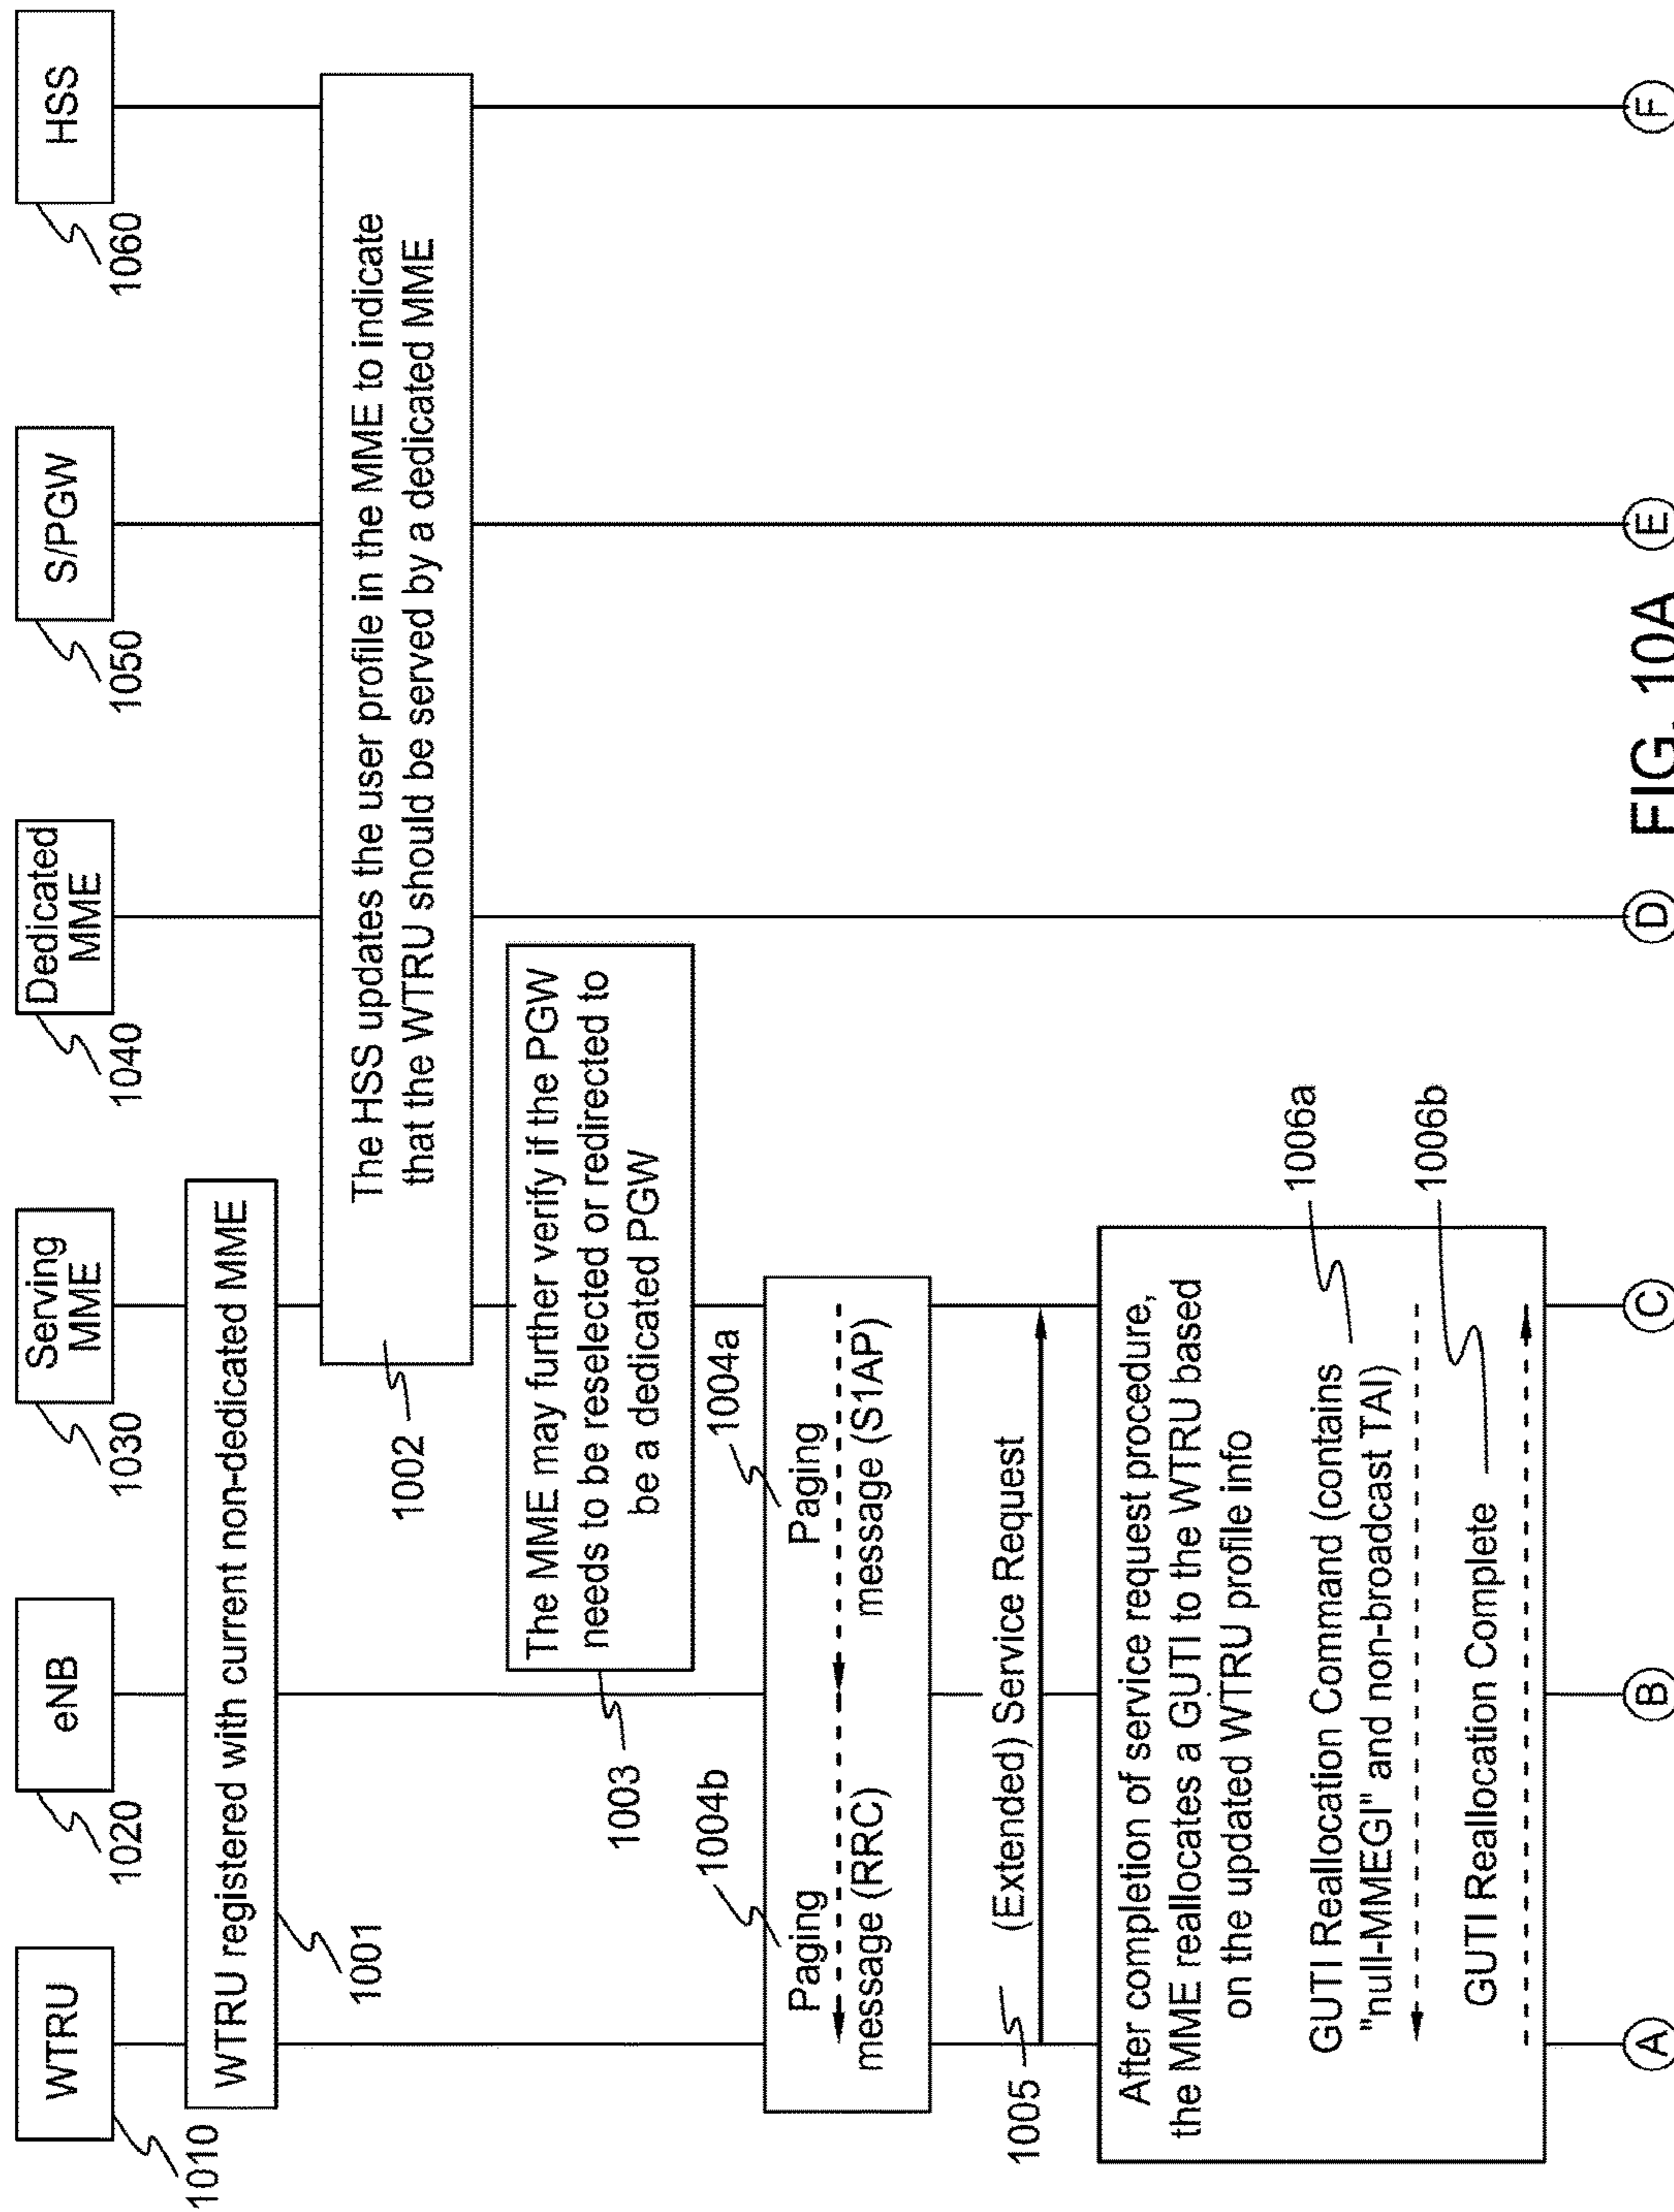 WTRU
eNB
Serving
MME
Dedicated
MME
S/PGW
HSS
1010
1020
1030
1040
1050
1060
WTRU registered with current non-dedicated MME
1001
The HSS updates the user profile in the MME to indicate
that the WTRU should be served by a dedicated MME
1002
The MME may further verify if the PGW
needs to be reselected or redirected to
be a dedicated PGW
1003
1004b
1004a
Paging
message (RRC)
Paging
message (S1AP)
1005
(Extended) Service Request
After completion of service request procedure,
the MME reallocates a GUTI to the WTRU based
on the updated WTRU profile info
GUTI Reallocation Command (contains
"null-MMEGI" and non-broadcast TAI)
1006a
GUTI Reallocation Complete
1006b
A
B
C
D
E
F
FIG. 10A